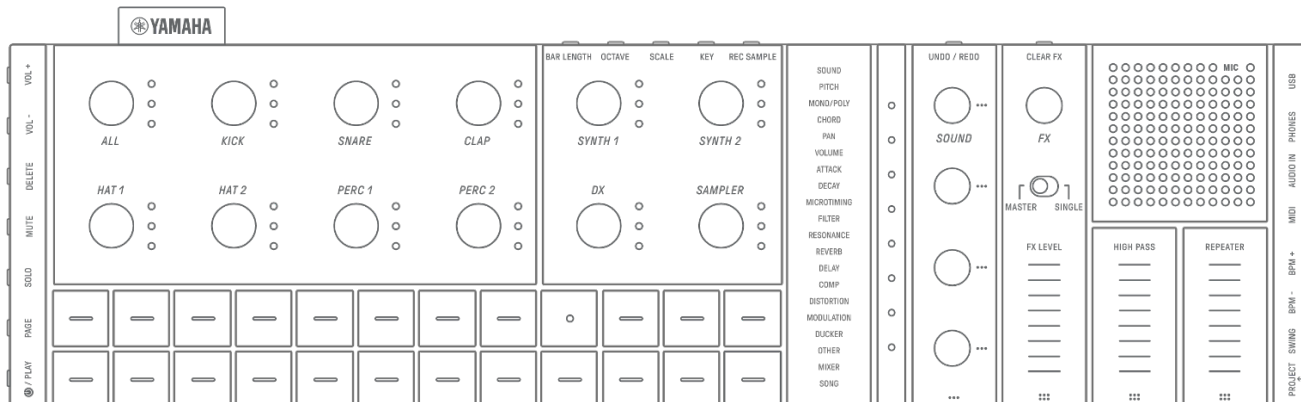 YAMAHA
BAR LENGTH OCTAVE SCALE KEY REC SAMPLE
VOL +
VOL -
DELETE
MUTE
SOLO
PAGE
/ PLAY
ALL KICK SNARE CLAP SYNTH 1 SYNTH 2
HAT 1 HAT 2 PERC 1 PERC 2 DX SAMPLER
SOUND
PITCH
MONO/POLY
CHORD
PAN
VOLUME
ATTACK
DECAY
MICROTIMING
FILTER
RESONANCE
REVERB
DELAY
COMP
DISTORTION
MODULATION
DUCKER
OTHER
MIXER
SONG
UNDO / REDO
SOUND
CLEAR FX
FX
MASTER SINGLE
FX LEVEL
MIC
HIGH PASS
REPEATER
USB
PHONES
AUDIO IN
MIDI
BPM +
BPM -
SWING
PROJECT